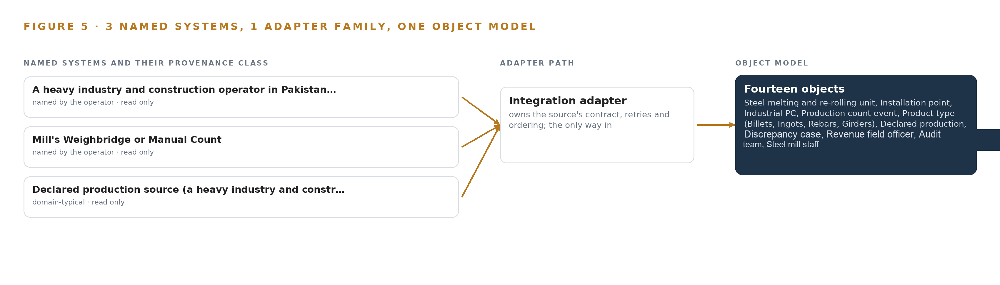 FIGURE 5 · 3 NAMED SYSTEMS, 1 ADAPTER FAMILY, ONE OBJECT MODEL
NAMED SYSTEMS AND THEIR PROVENANCE CLASS
A heavy industry and construction operator in Pakistan…
named by the operator · read only
Mill's Weighbridge or Manual Count
named by the operator · read only
Declared production source (a heavy industry and constr…
domain-typical · read only
ADAPTER PATH
Integration adapter
owns the source's contract, retries and
ordering; the only way in
OBJECT MODEL
Fourteen objects
Steel melting and re-rolling unit, Installation point,
Industrial PC, Production count event, Product type
(Billets, Ingots, Rebars, Girders), Declared production,
Discrepancy case, Revenue field officer, Audit
team, Steel mill staff